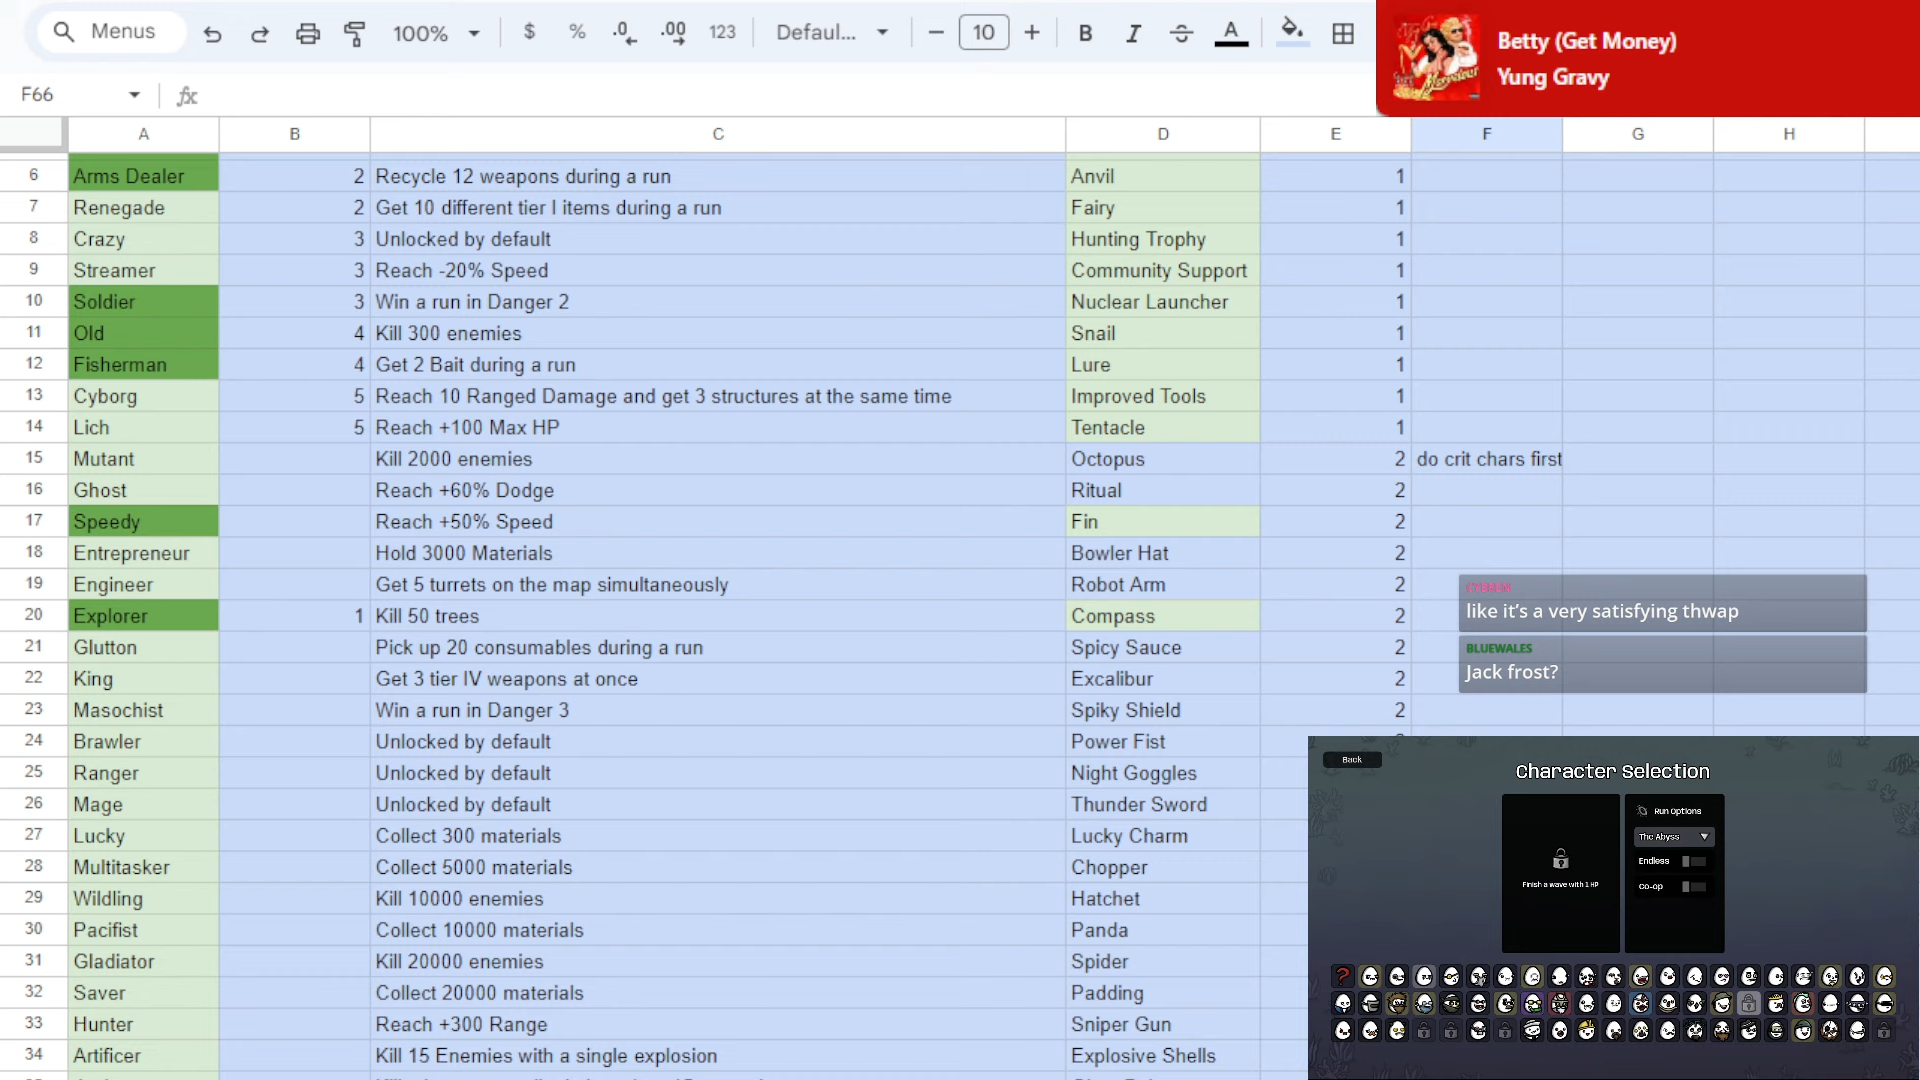 Menus
100%
$
%
.0
.00
123
Defaul...
10
B
I
S
A
Betty (Get Money)
Yung Gravy
F66
fx
A B C D E F G H
6 Arms Dealer 2 Recycle 12 weapons during a run Anvil 1
7 Renegade 2 Get 10 different tier I items during a run Fairy 1
8 Crazy 3 Unlocked by default Hunting Trophy 1
9 Streamer 3 Reach -20% Speed Community Support 1
10 Soldier 3 Win a run in Danger 2 Nuclear Launcher 1
11 Old 4 Kill 300 enemies Snail 1
12 Fisherman 4 Get 2 Bait during a run Lure 1
13 Cyborg 5 Reach 10 Ranged Damage and get 3 structures at the same time Improved Tools 1
14 Lich 5 Reach +100 Max HP Tentacle 1
15 Mutant Kill 2000 enemies Octopus 2 do crit chars first
16 Ghost Reach +60% Dodge Ritual 2
17 Speedy Reach +50% Speed Fin 2
18 Entrepreneur Hold 3000 Materials Bowler Hat 2
19 Engineer Get 5 turrets on the map simultaneously Robot Arm 2
20 Explorer 1 Kill 50 trees Compass 2
21 Glutton Pick up 20 consumables during a run Spicy Sauce 2
22 King Get 3 tier IV weapons at once Excalibur 2
23 Masochist Win a run in Danger 3 Spiky Shield 2
24 Brawler Unlocked by default Power Fist
25 Ranger Unlocked by default Night Goggles
26 Mage Unlocked by default Thunder Sword
27 Lucky Collect 300 materials Lucky Charm
28 Multitasker Collect 5000 materials Chopper
29 Wildling Kill 10000 enemies Hatchet
30 Pacifist Collect 10000 materials Panda
31 Gladiator Kill 20000 enemies Spider
32 Saver Collect 20000 materials Padding
33 Hunter Reach +300 Range Sniper Gun
34 Artificer Kill 15 Enemies with a single explosion Explosive Shells
like it's a very satisfying thwap
BLUEWALES
Jack frost?
Back
Character Selection
Run Options
The Abyss
Endless
Co-op
Finish a wave with 1 HP